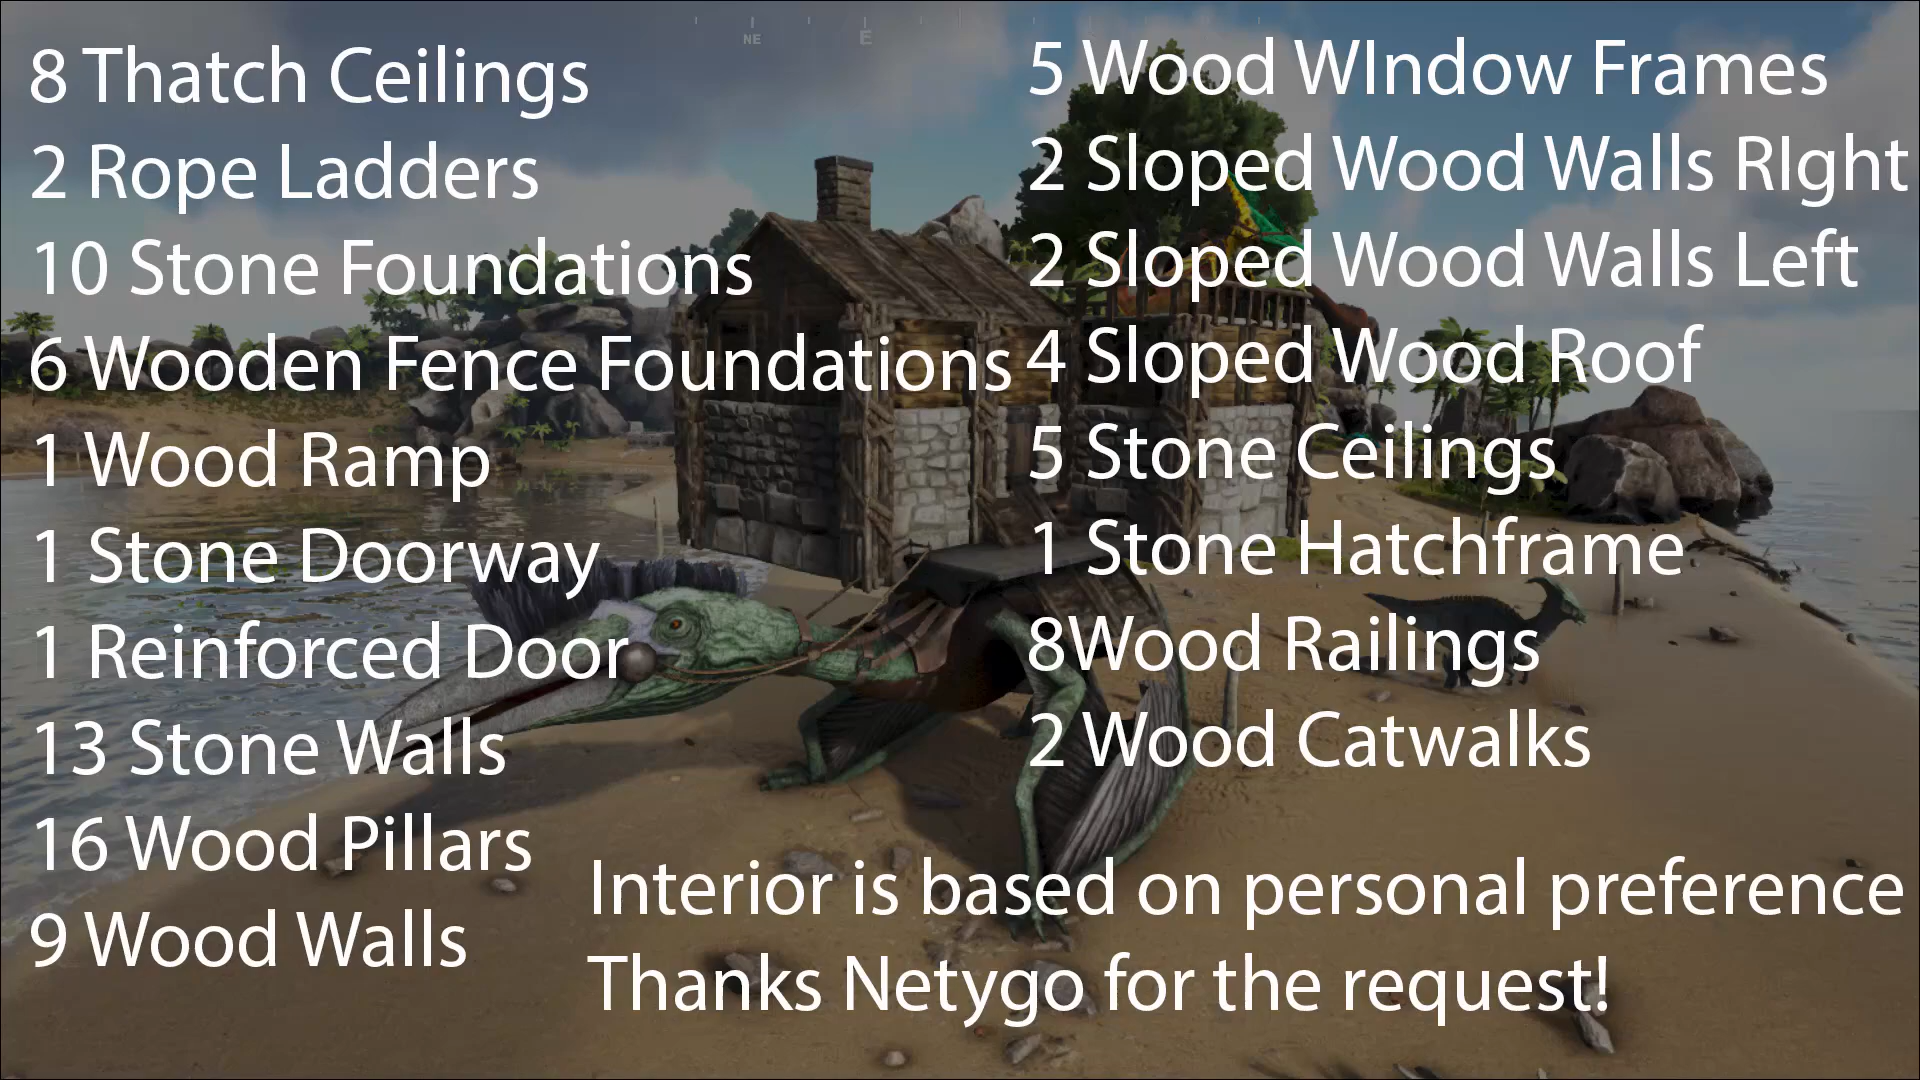 NE
E
8 Thatch Ceilings
2 Rope Ladders
10 Stone Foundations
6 Wooden Fence Foundations
1 Wood Ramp
1 Stone Doorway
1 Reinforced Door
13 Stone Walls
16 Wood Pillars
9 Wood Walls
5 Wood WIndow Frames
2 Sloped Wood Walls RIght
2 Sloped Wood Walls Left
4 Sloped Wood Roof
5 Stone Ceilings
1 Stone Hatchframe
8Wood Railings
2 Wood Catwalks
Interior is based on personal preference
Thanks Netygo for the request!